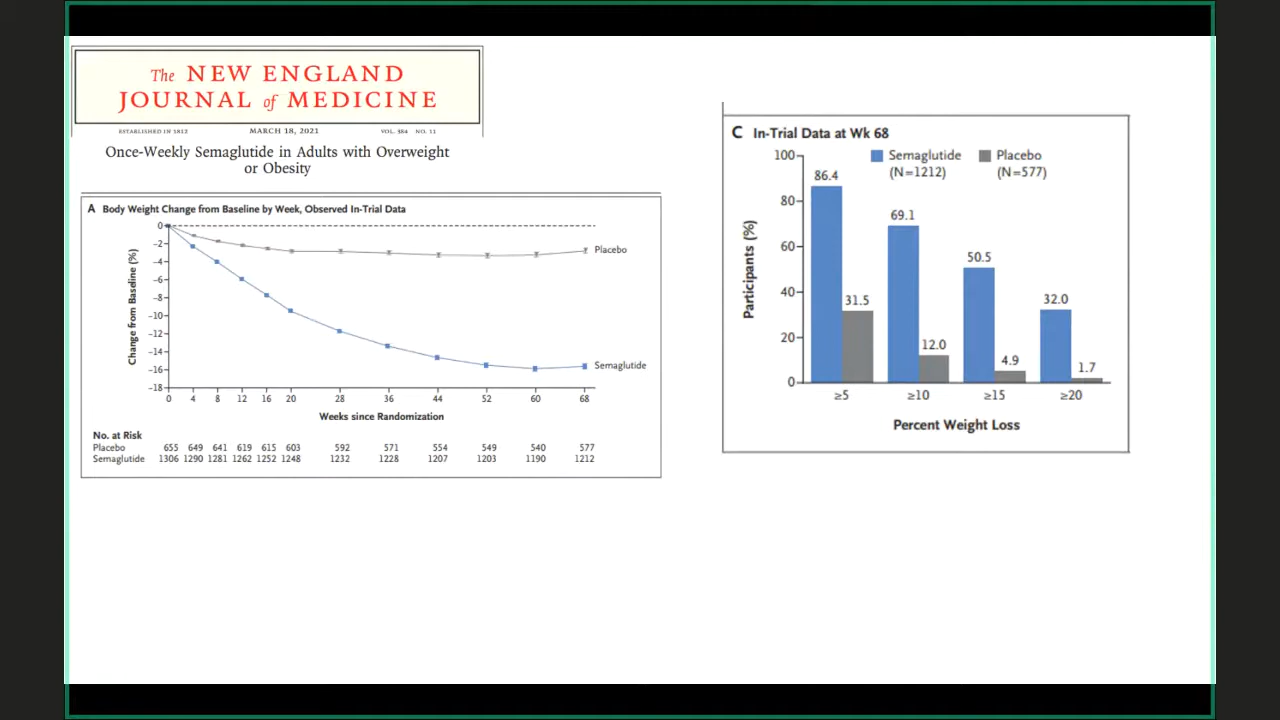 The NEW ENGLAND
JOURNAL of MEDICINE
ESTABLISHED IN 1812 MARCH 18, 2021 VOL. 384 NO. 11
Once-Weekly Semaglutide in Adults with Overweight
or Obesity
A Body Weight Change from Baseline by Week, Observed In-Trial Data
Change from Baseline (%)
0
−2
−4
−6
−8
−10
−12
−14
−16
−18
Placebo
Semaglutide
0 4 8 12 16 20 28 36 44 52 60 68
Weeks since Randomization
No. at Risk
Placebo 655 649 641 619 615 603 592 571 554 549 540 577
Semaglutide 1306 1290 1281 1262 1252 1248 1232 1228 1207 1203 1190 1212
C In-Trial Data at Wk 68
Semaglutide Placebo
(N=1212) (N=577)
Participants (%)
100
80
60
40
20
0
86.4
31.5
69.1
12.0
50.5
4.9
32.0
1.7
≥5 ≥10 ≥15 ≥20
Percent Weight Loss